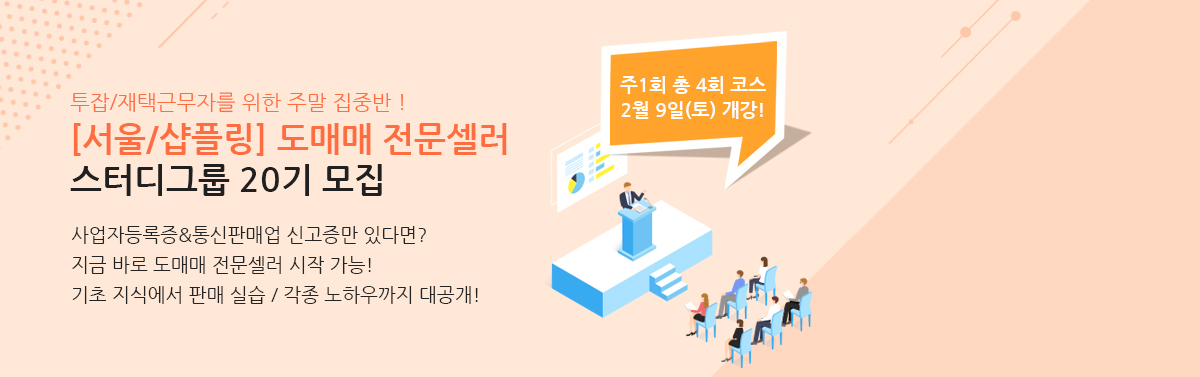 투잡/재택근무자를 위한 주말 집중반 !
[서울/샵플링] 도매매 전문셀러
스터디그룹 20기 모집
사업자등록증&통신판매업 신고증만 있다면?
지금 바로 도매매 전문셀러 시작 가능!
기초 지식에서 판매 실습 / 각종 노하우까지 대공개!
주1회 총 4회 코스
2월 9일(토) 개강!